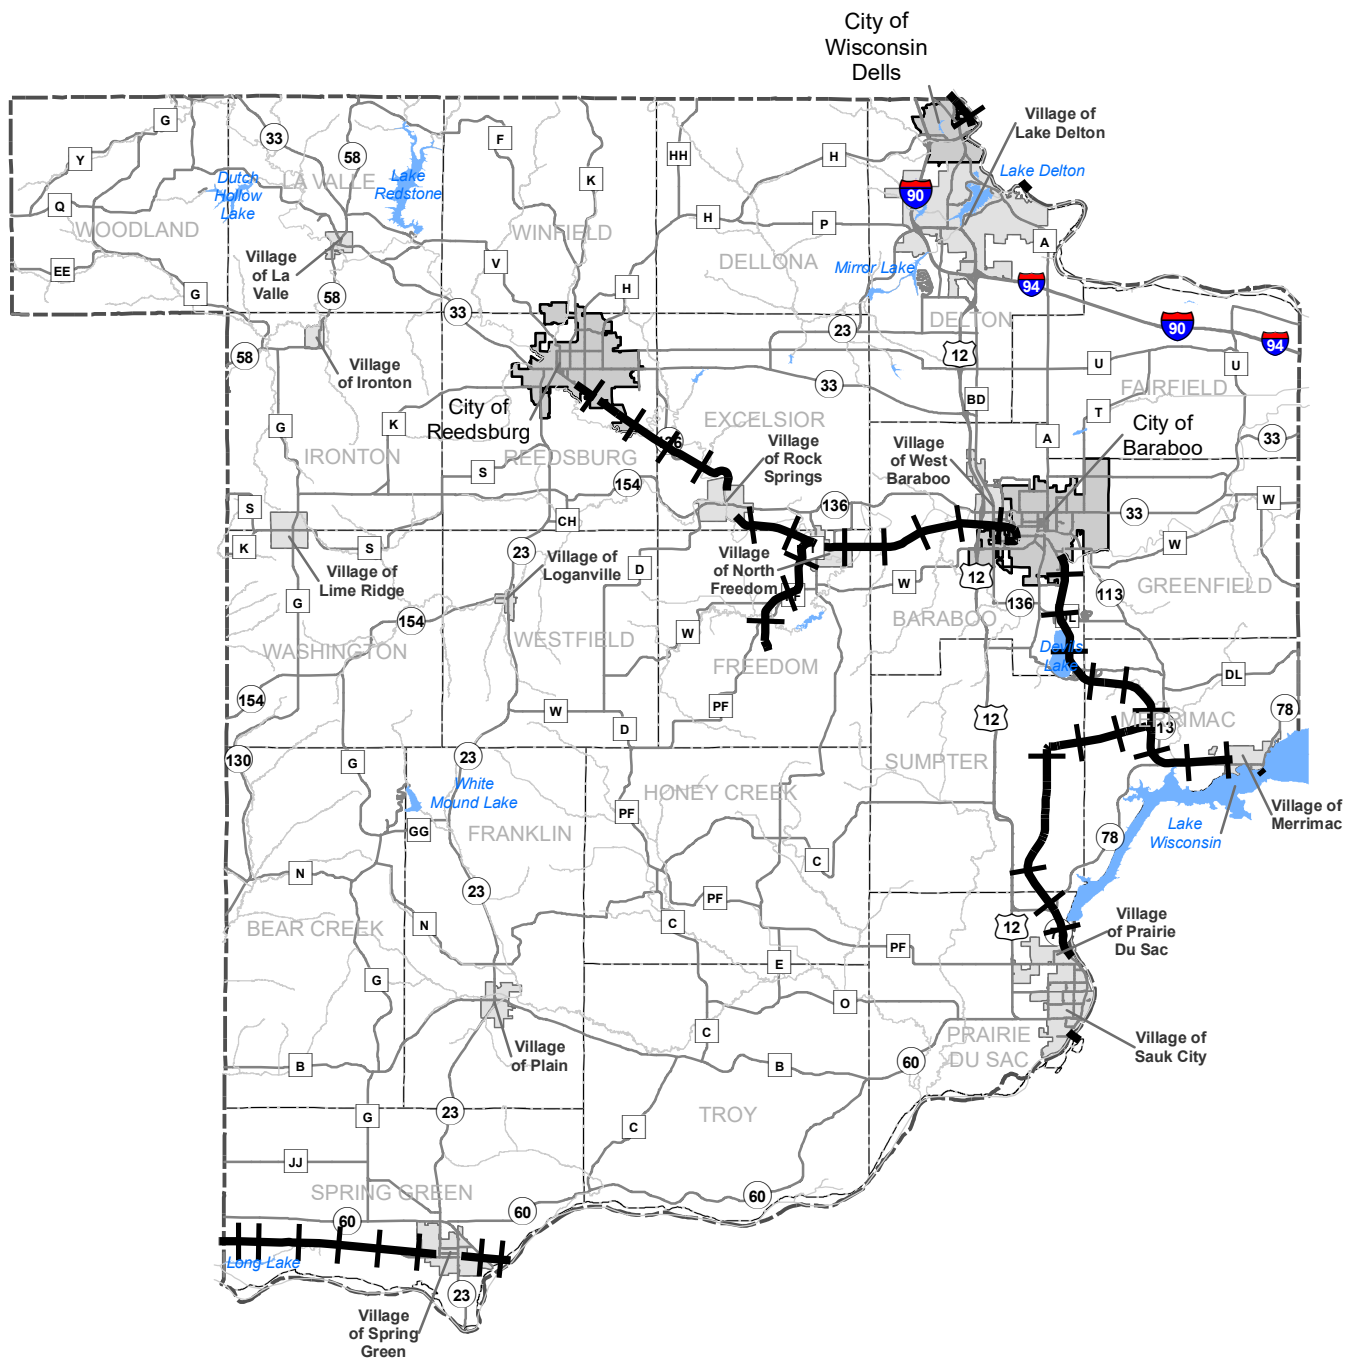 City of
Wisconsin
Dells
Village of
Lake Delton
G
33
Y
58
F
HH
H
K
LA VALLE
Dutch
Hollow
Lake
Lake
Redstone
Lake Delton
90
Q
WOODLAND
H
P
WINFIELD
A
Village
of La
Valle
EE
V
DELLONA
Mirror Lake
G
58
H
94
33
23
DELTON
90
94
58
Village
of Ironton
12
U
U
33
FAIRFIELD
BD
T
City of
Reedsburg
K
G
EXCELSIOR
City of
Baraboo
A
33
Village
of Rock
Springs
Village
of West
Baraboo
IRONTON
REEDSBURG
S
154
136
S
CH
33
W
K
S
23
W
Village of
Lime Ridge
Village of
Loganville
D
Village
of North
Freedom
W
12
136
113
GREENFIELD
G
154
BARABOO
WASHINGTON
WESTFIELD
W
FREEDOM
Devils
Lake
DL
154
W
PF
D
12
78
MERRIMAC
130
G
23
SUMPTER
White
Mound Lake
HONEY CREEK
Village of
Merrimac
GG
PF
FRANKLIN
78
Lake
Wisconsin
N
C
23
PF
N
C
BEAR CREEK
12
Village
of Prairie
Du Sac
PF
E
G
O
C
PRAIRIE
DU SAC
Village of
Sauk City
Village
of Plain
B
B
60
G
23
TROY
C
JJ
SPRING GREEN
60
60
60
Long Lake
23
Village
of Spring
Green